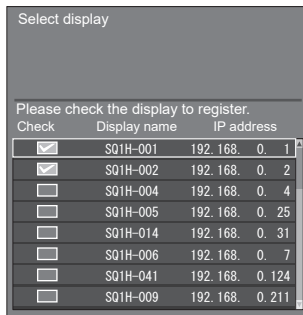 Select display
Please check the display to register.
Check Display name IP address
SQ1H-001 192.168. 0. 1
SQ1H-002 192.168. 0. 2
SQ1H-004 192.168. 0. 4
SQ1H-005 192.168. 0. 25
SQ1H-014 192.168. 0. 31
SQ1H-006 192.168. 0. 7
SQ1H-041 192.168. 0.124
SQ1H-009 192.168. 0.211